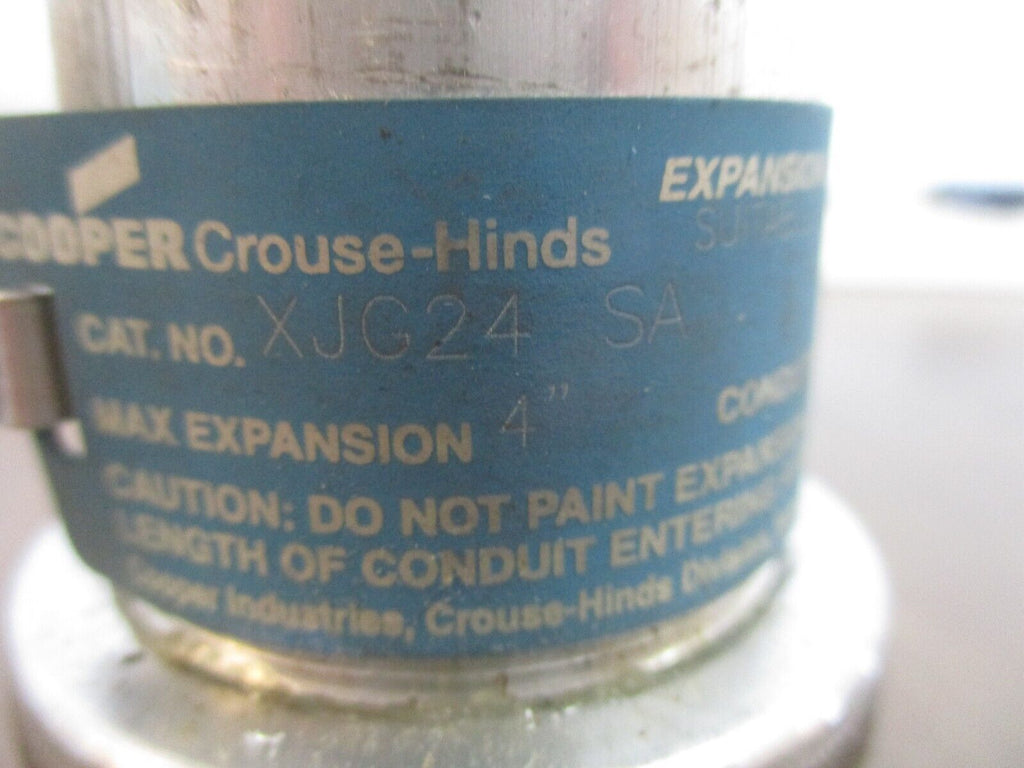 EXPANSION
COOPER Crouse-Hinds
CAT. NO. XJG24 SA
MAX EXPANSION 4"
CAUTION: DO NOT PAINT
LENGTH OF CONDUIT ENTERING
Cooper Industries, Crouse-Hinds Division,